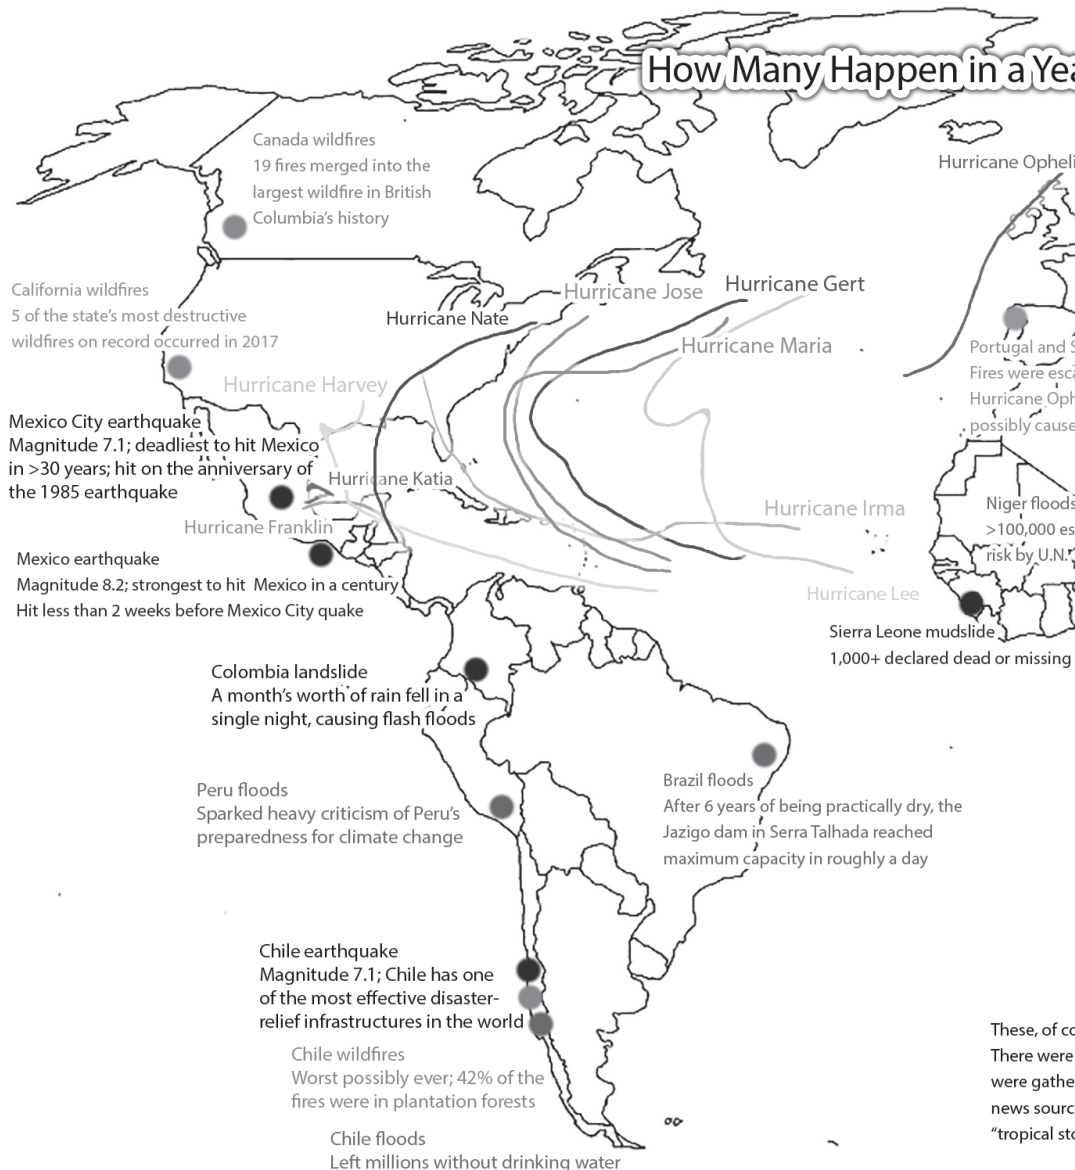 How Many Happen in a Yea
Canada wildfires
19 fires merged into the
largest wildfire in British
Columbia's history
Hurricane Opheli
California wildfires
5 of the state's most destructive
wildfires on record occurred in 2017
Hurricane Nate
Hurricane Jose
Hurricane Gert
Hurricane Maria
Hurricane Harvey
Portugal and S
Fires were esca
Hurricane Oph
possibly cause
Mexico City earthquake
Magnitude 7.1; deadliest to hit Mexico
in >30 years; hit on the anniversary of
the 1985 earthquake
Hurricane Katia
Hurricane Franklin
Hurricane Irma
Niger floods
>100,000 es
risk by U.N.
Mexico earthquake
Magnitude 8.2; strongest to hit Mexico in a century
Hit less than 2 weeks before Mexico City quake
Hurricane Lee
Sierra Leone mudslide
1,000+ declared dead or missing
Colombia landslide
A month's worth of rain fell in a
single night, causing flash floods
Peru floods
Sparked heavy criticism of Peru's
preparedness for climate change
Brazil floods
After 6 years of being practically dry, the
Jazigo dam in Serra Talhada reached
maximum capacity in roughly a day
Chile earthquake
Magnitude 7.1; Chile has one
of the most effective disaster-
relief infrastructures in the world
Chile wildfires
Worst possibly ever; 42% of the
fires were in plantation forests
Chile floods
Left millions without drinking water
These, of co
There were
were gathe
news sourc
"tropical sto